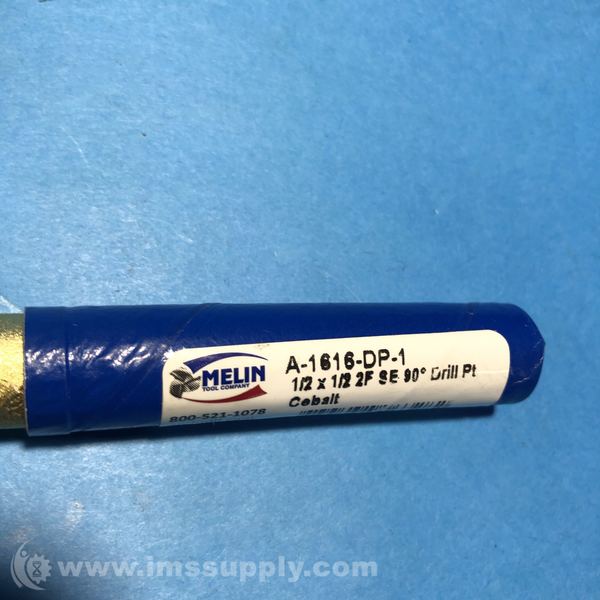 MELIN
TOOL COMPANY
800-521-1078
A-1616-DP-1
1/2 x 1/2 2F SE 90° Drill Pt
Cobalt
www.imssupply.com